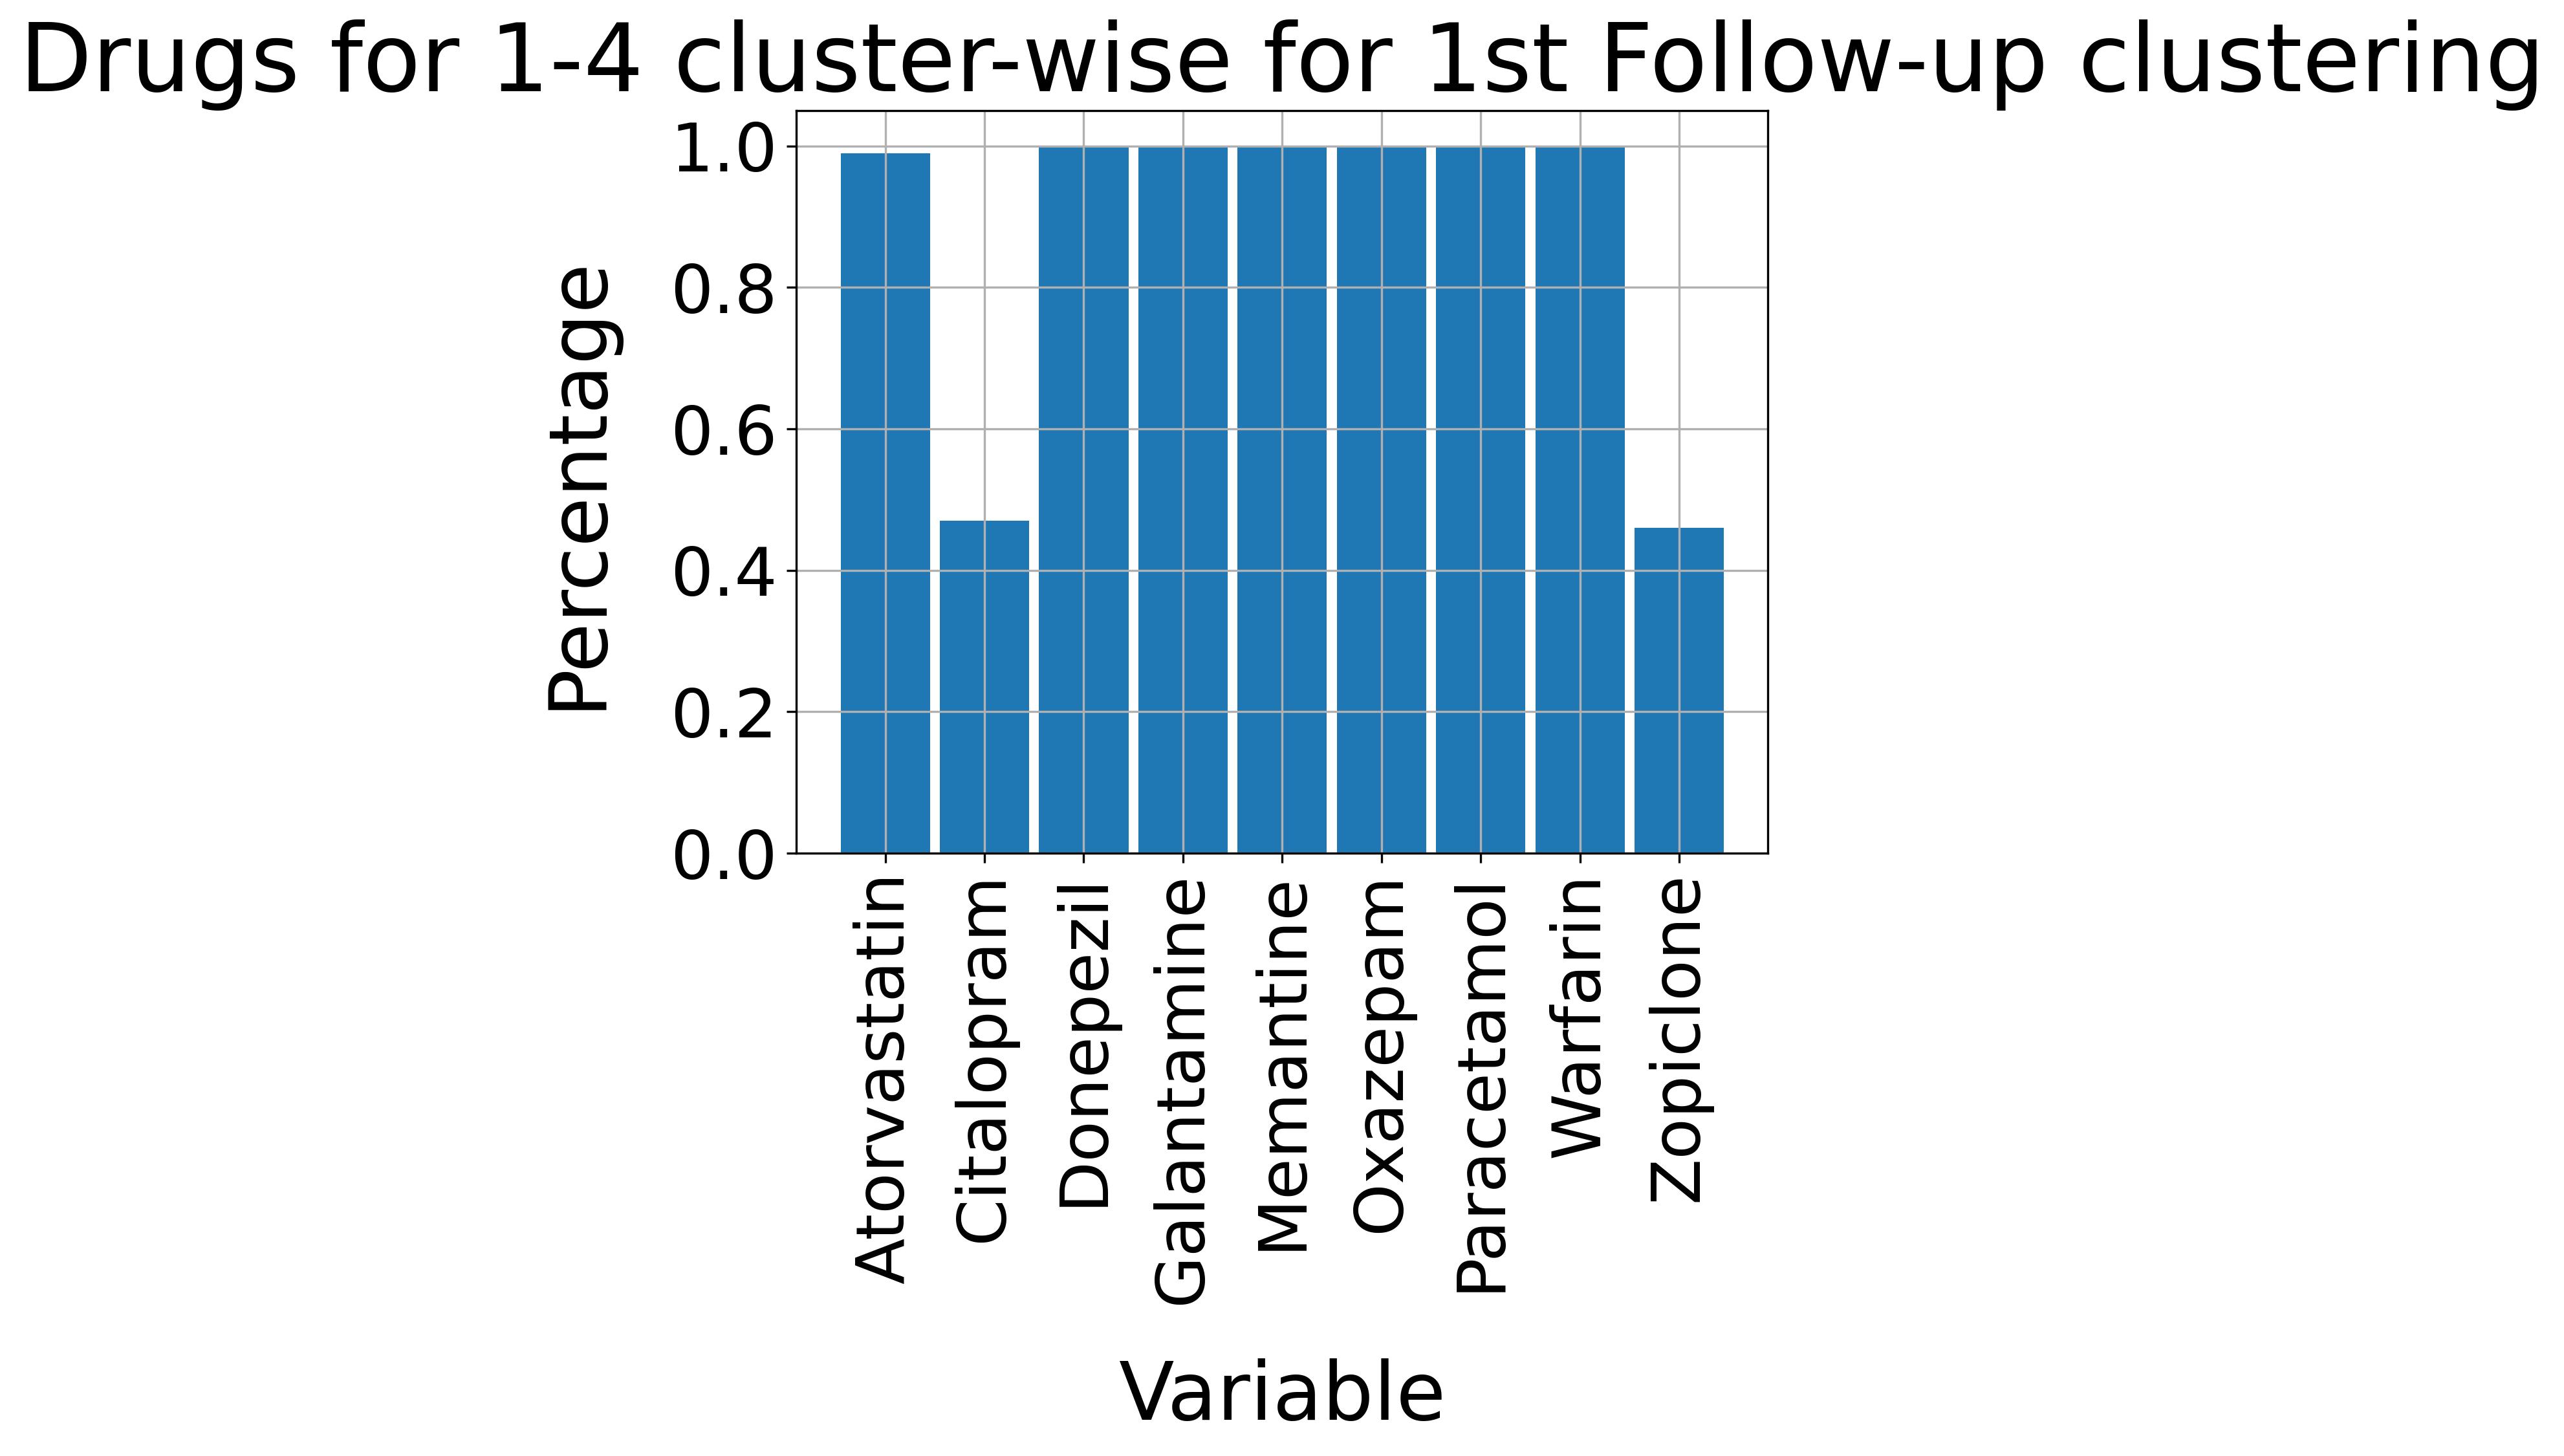 Drugs for 1-4 cluster-wise for 1st Follow-up clustering
Percentage
1.0
0.8
0.6
0.4
0.2
0.0
Atorvastatin
Citalopram
Donepezil
Galantamine
Memantine
Oxazepam
Paracetamol
Warfarin
Zopiclone
Variable